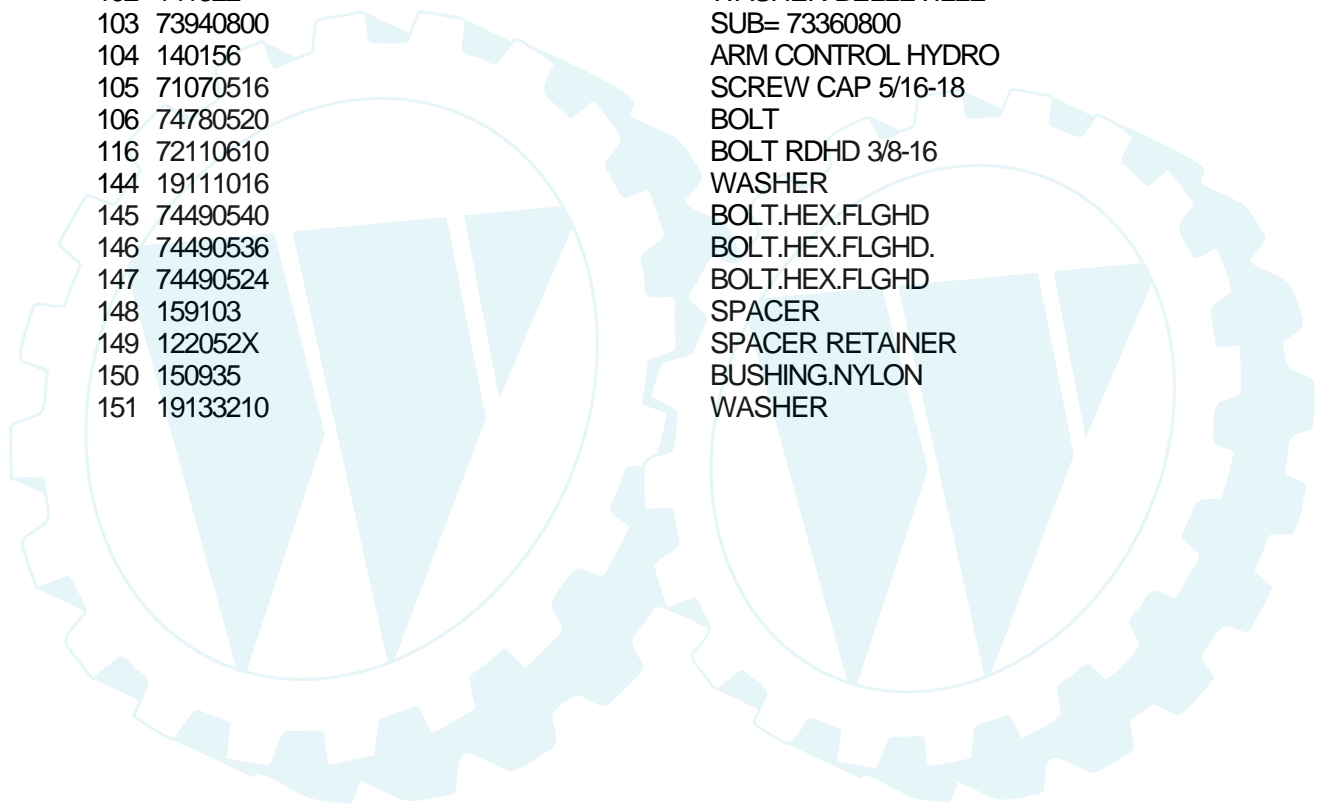 103 73940800 SUB= 73360800
104 140156 ARM CONTROL HYDRO
105 71070516 SCREW CAP 5/16-18
106 74780520 BOLT
116 72110610 BOLT RDHD 3/8-16
144 19111016 WASHER
145 74490540 BOLT.HEX.FLGHD
146 74490536 BOLT.HEX.FLGHD.
147 74490524 BOLT.HEX.FLGHD
148 159103 SPACER
149 122052X SPACER RETAINER
150 150935 BUSHING.NYLON
151 19133210 WASHER